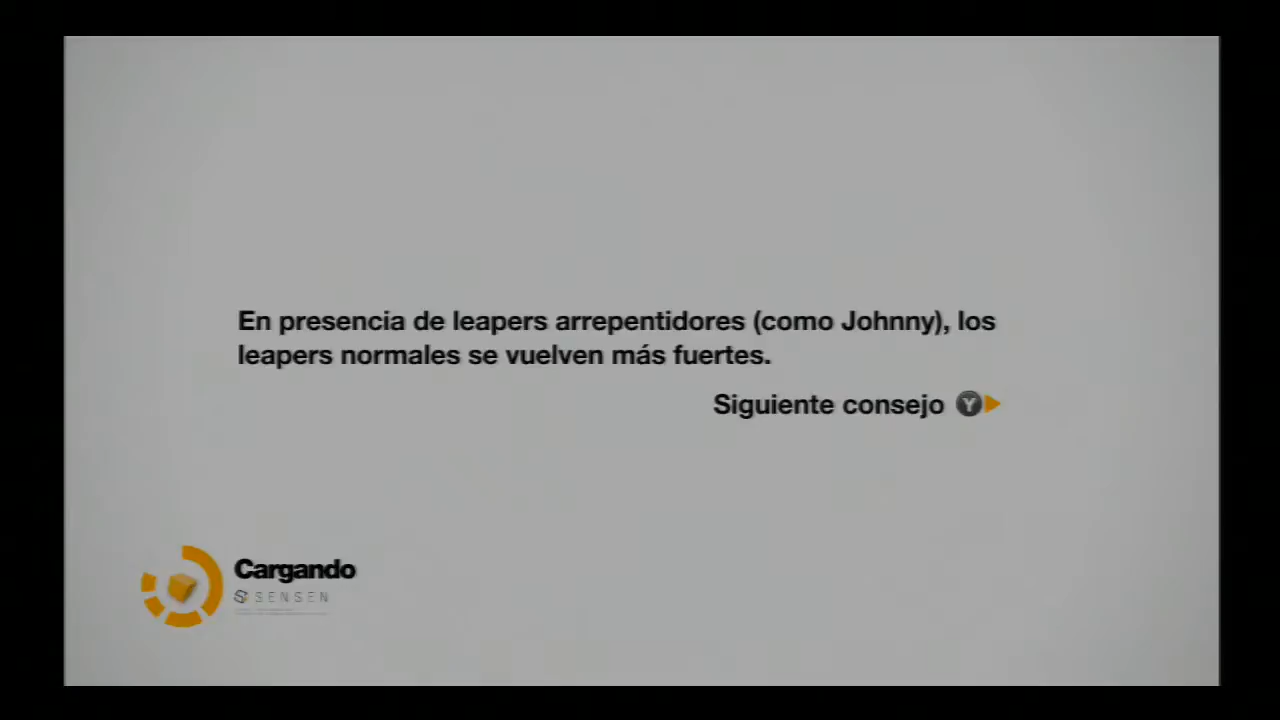 En presencia de leapers arrepentidores (como Johnny), los
leapers normales se vuelven más fuertes.
Siguiente consejo Y
Cargando
SENSEN